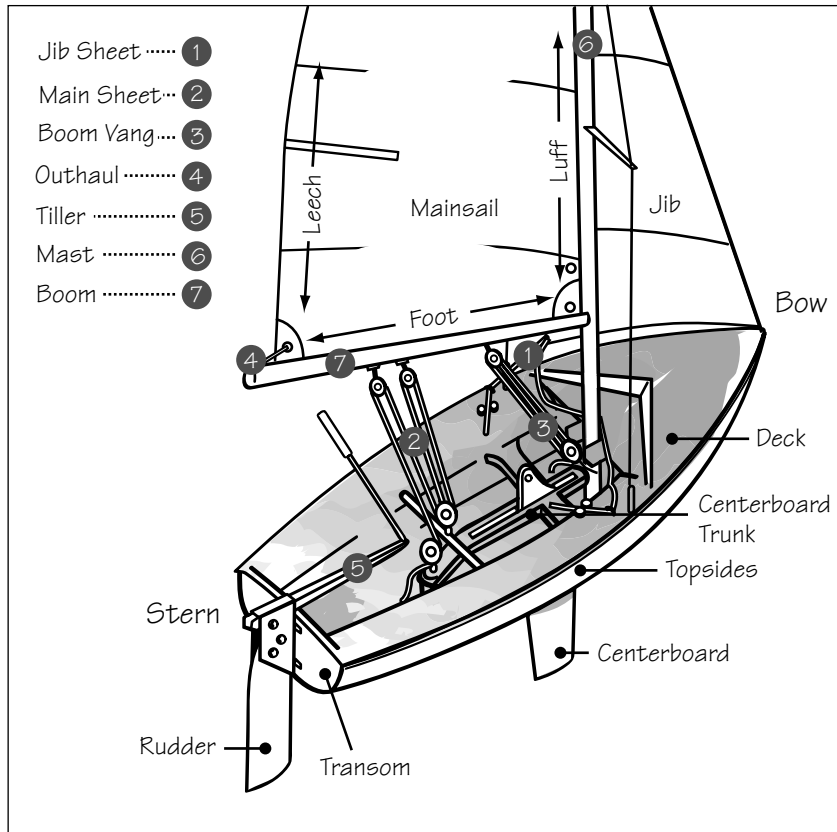 Jib Sheet ........ 1
Main Sheet .... 2
Boom Vang ..... 3
Outhaul ......... 4
Tiller ............... 5
Mast .............. 6
Boom ............. 7
6
Leech
Luff
Mainsail
Jib
Foot
Bow
4
7
1
2
3
Deck
Centerboard
Trunk
5
Topsides
Stern
Centerboard
Rudder
Transom